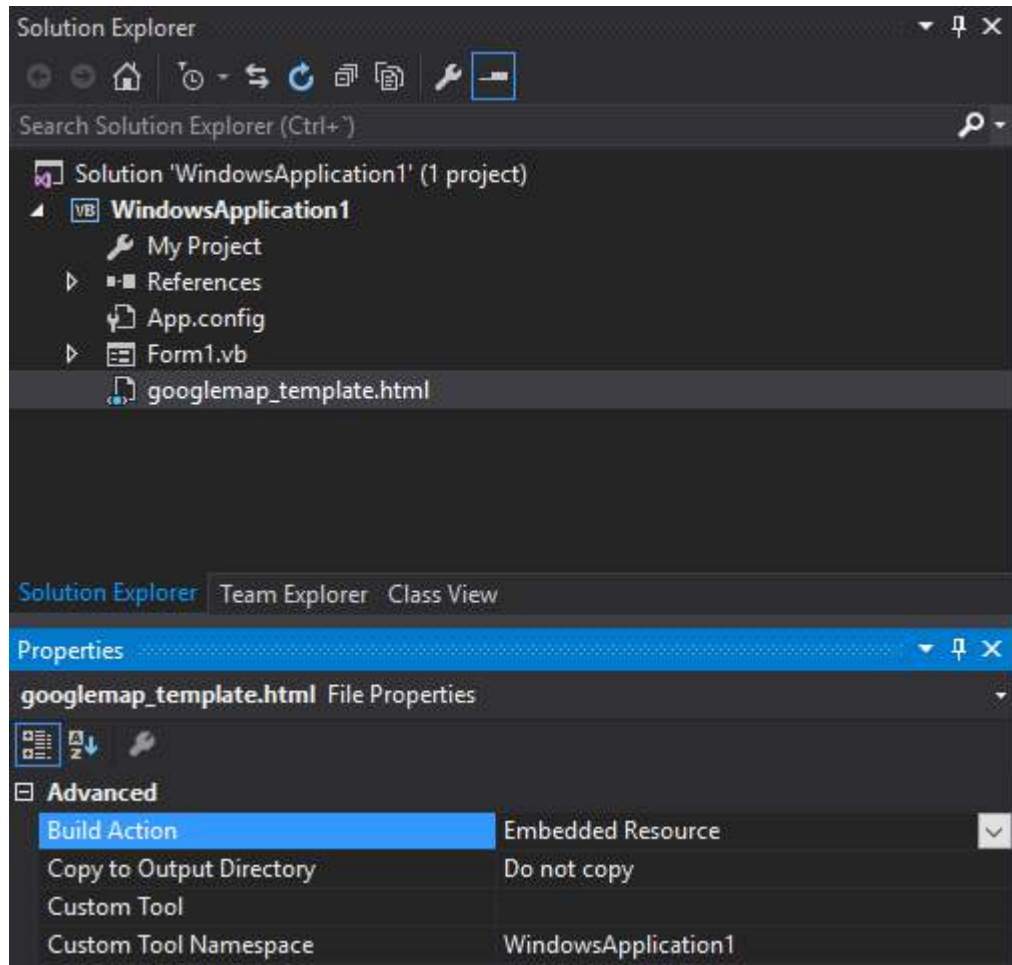 Solution Explorer
Search Solution Explorer (Ctrl+`)
Solution 'WindowsApplication1' (1 project)
VB WindowsApplication1
My Project
References
App.config
Form1.vb
googlemap_template.html
Solution Explorer Team Explorer Class View
Properties
googlemap_template.html File Properties
Advanced
Build Action Embedded Resource
Copy to Output Directory Do not copy
Custom Tool
Custom Tool Namespace WindowsApplication1